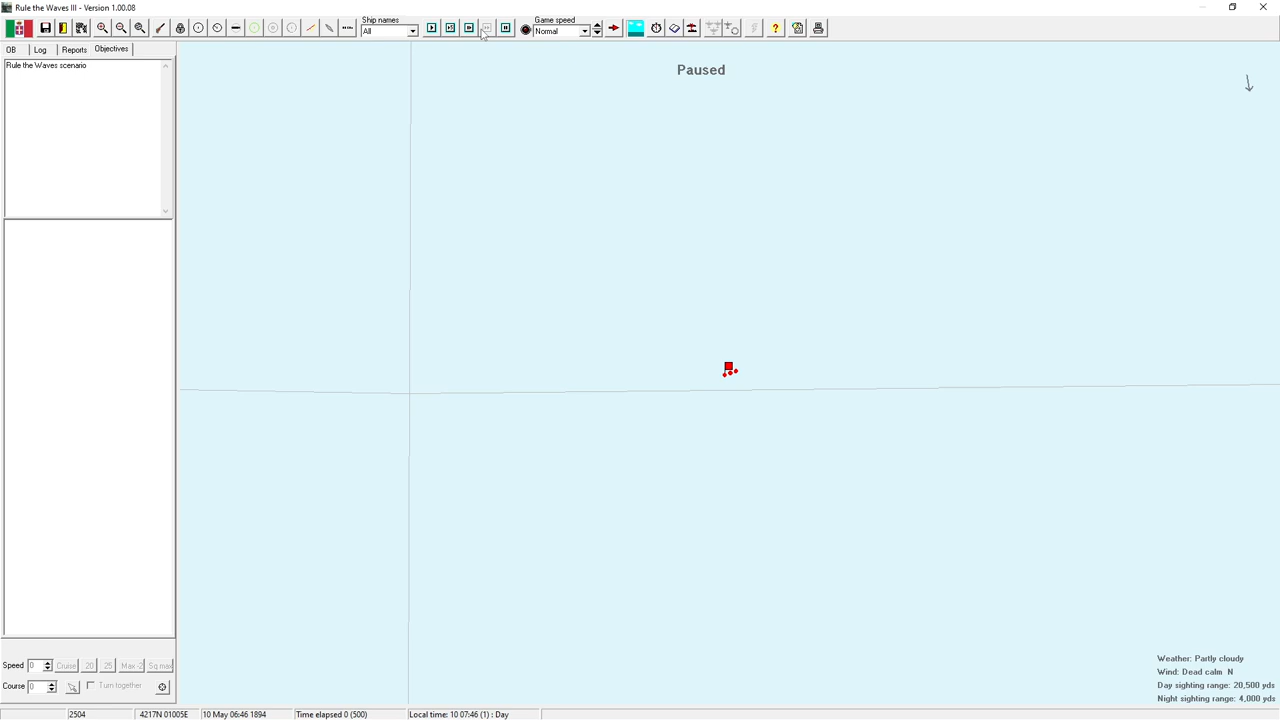 Rule the Waves III - Version 1.00.08
Ship names
All
Game speed
Normal
OB Log Reports Objectives
Rule the Waves scenario
Paused
Weather: Partly cloudy
Wind: Dead calm N
Day sighting range: 20,500 yds
Night sighting range: 4,000 yds
Speed 0 Cruise 20 25 Max -2 Sq max
Course 0 Turn together
2504 4217N 01005E 10 May 06:46 1894 Time elapsed 0 (500) Local time: 10 07:46 (1) : Day